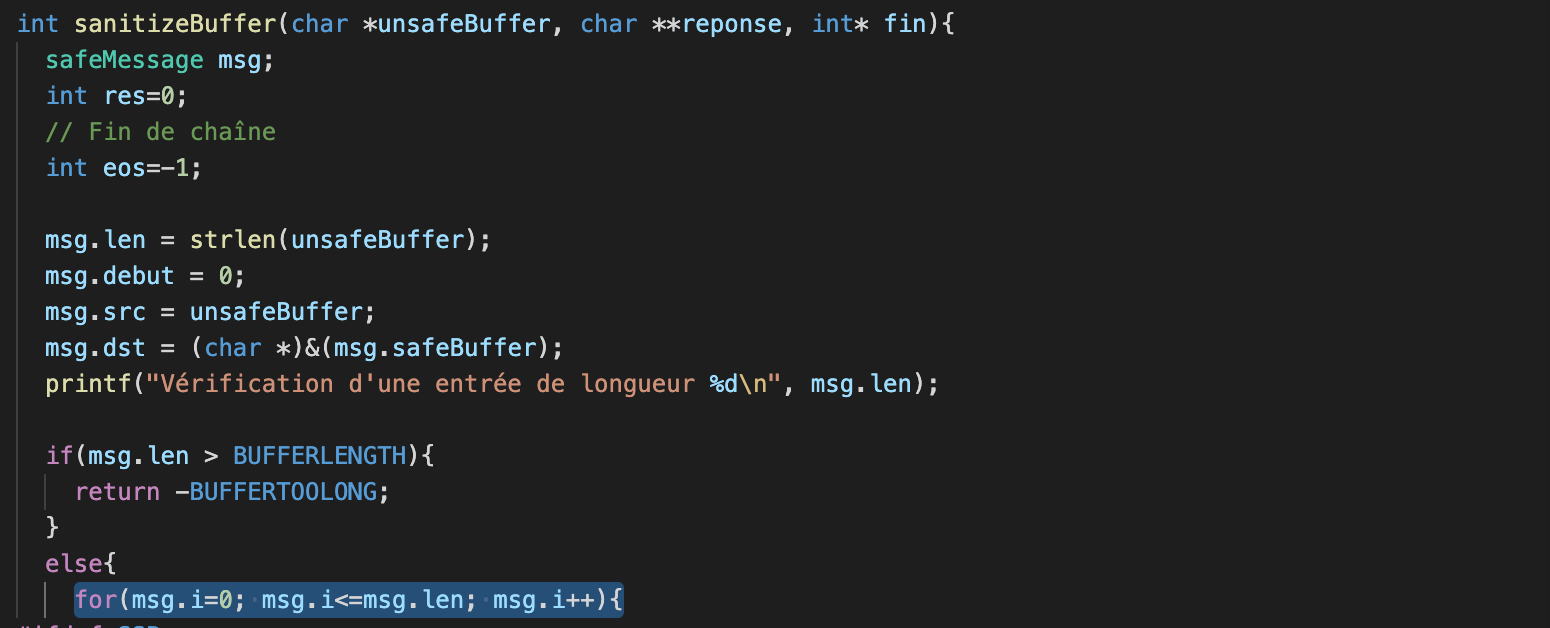 int sanitizeBuffer(char *unsafeBuffer, char **reponse, int* fin){
safeMessage msg;
int res=0;
// Fin de chaîne
int eos=-1;
msg.len = strlen(unsafeBuffer);
msg.debut = 0;
msg.src = unsafeBuffer;
msg.dst = (char *)&(msg.safeBuffer);
printf("Vérification d'une entrée de longueur %d\n", msg.len);
if(msg.len > BUFFERLENGTH){
return -BUFFERTOOLONG;
}
else{
for(msg.i=0; msg.i<=msg.len; msg.i++){